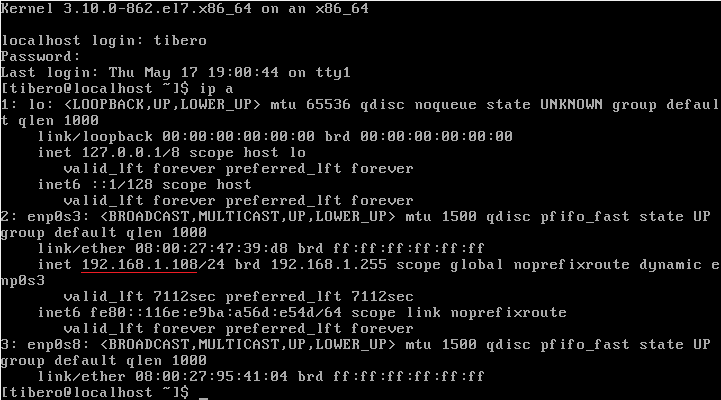 Kernel 3.10.0-862.el7.x86_64 on an x86_64
localhost login: tibero
Password:
Last login: Thu May 17 19:00:44 on tty1
[tibero@localhost ~]$ ip a
1: lo: <LOOPBACK,UP,LOWER_UP> mtu 65536 qdisc noqueue state UNKNOWN group defaul
t qlen 1000
    link/loopback 00:00:00:00:00:00 brd 00:00:00:00:00:00
    inet 127.0.0.1/8 scope host lo
       valid_lft forever preferred_lft forever
    inet6 ::1/128 scope host
       valid_lft forever preferred_lft forever
2: enp0s3: <BROADCAST,MULTICAST,UP,LOWER_UP> mtu 1500 qdisc pfifo_fast state UP
group default qlen 1000
    link/ether 08:00:27:47:39:d8 brd ff:ff:ff:ff:ff:ff
    inet 192.168.1.108/24 brd 192.168.1.255 scope global noprefixroute dynamic e
np0s3
       valid_lft 7112sec preferred_lft 7112sec
    inet6 fe80::116e:e9ba:a56d:e54d/64 scope link noprefixroute
       valid_lft forever preferred_lft forever
3: enp0s8: <BROADCAST,MULTICAST,UP,LOWER_UP> mtu 1500 qdisc pfifo_fast state UP
group default qlen 1000
    link/ether 08:00:27:95:41:04 brd ff:ff:ff:ff:ff:ff
[tibero@localhost ~]$ _